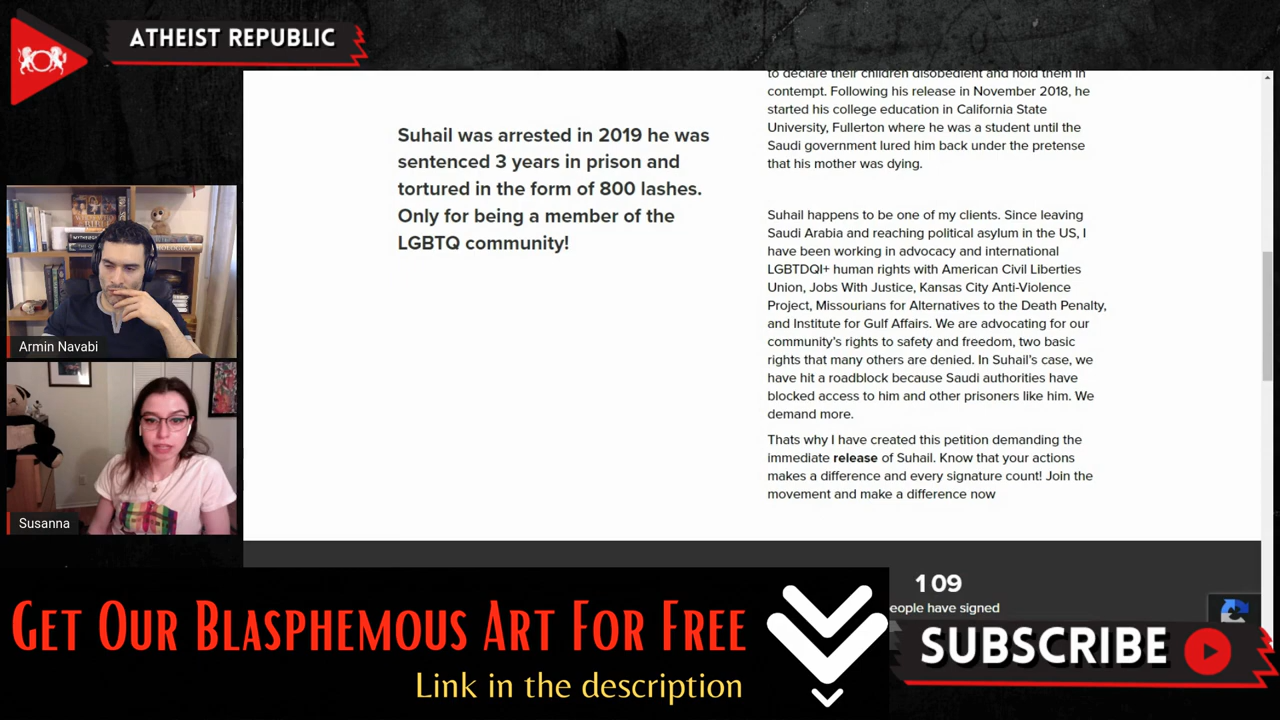 ATHEIST REPUBLIC
Suhail was arrested in 2019 he was
sentenced 3 years in prison and
tortured in the form of 800 lashes.
Only for being a member of the
LGBTQ community!
to declare their children disobedient and hold them in
contempt. Following his release in November 2018, he
started his college education in California State
University, Fullerton where he was a student until the
Saudi government lured him back under the pretense
that his mother was dying.
Suhail happens to be one of my clients. Since leaving
Saudi Arabia and reaching political asylum in the US, I
have been working in advocacy and international
LGBTDQI+ human rights with American Civil Liberties
Union, Jobs With Justice, Kansas City Anti-Violence
Project, Missourians for Alternatives to the Death Penalty,
and Institute for Gulf Affairs. We are advocating for our
community's rights to safety and freedom, two basic
rights that many others are denied. In Suhail's case, we
have hit a roadblock because Saudi authorities have
blocked access to him and other prisoners like him. We
demand more.
Thats why I have created this petition demanding the
immediate release of Suhail. Know that your actions
makes a difference and every signature count! Join the
movement and make a difference now
Armin Navabi
Susanna
109
eople have signed
GET OUR BLASPHEMOUS ART FOR FREE
Link in the description
SUBSCRIBE